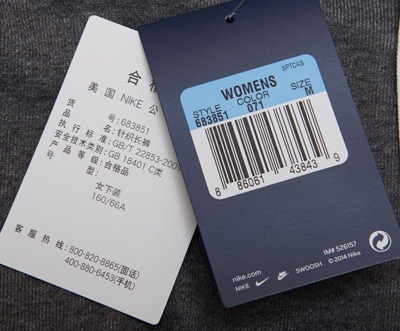 合格
美国 NIKE 公
货号:683851
品名:针织长裤
执行标准:GB/T 22853-2009
安全技术类别:GB 18401 C类
产品等级:合格品
型:
女下装
160/66A
客服热线:800-820-8865(固话)
400-880-6453(手机)
SPTCAS
WOMENS
STYLE COLOR SIZE
683851 071 M
8 86061 43843 9
IM# 526157
nike.com
NIKE SWOOSH © 2014 Nike